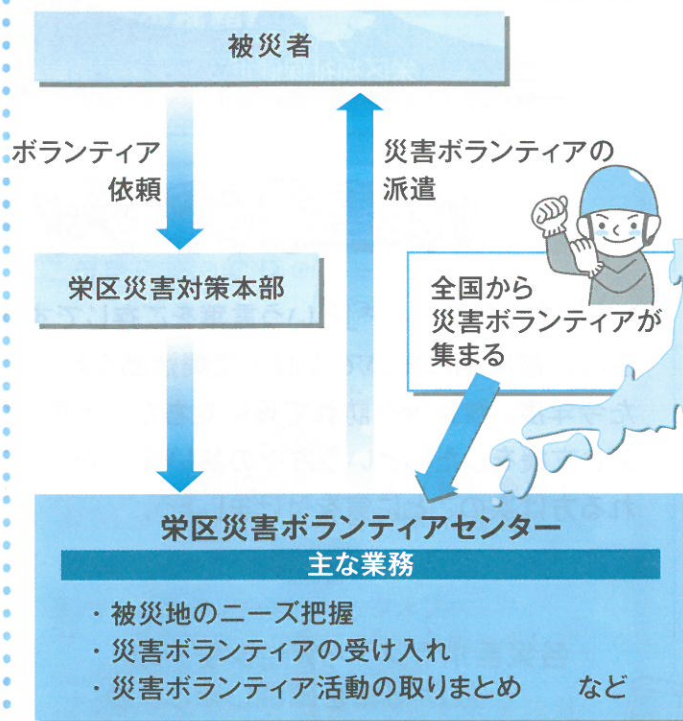 被災者
ボランティア
依頼
災害ボランティアの
派遣
栄区災害対策本部
全国から
災害ボランティアが
集まる
栄区災害ボランティアセンター
主な業務
・被災地のニーズ把握
・災害ボランティアの受け入れ
・災害ボランティア活動の取りまとめ　　など